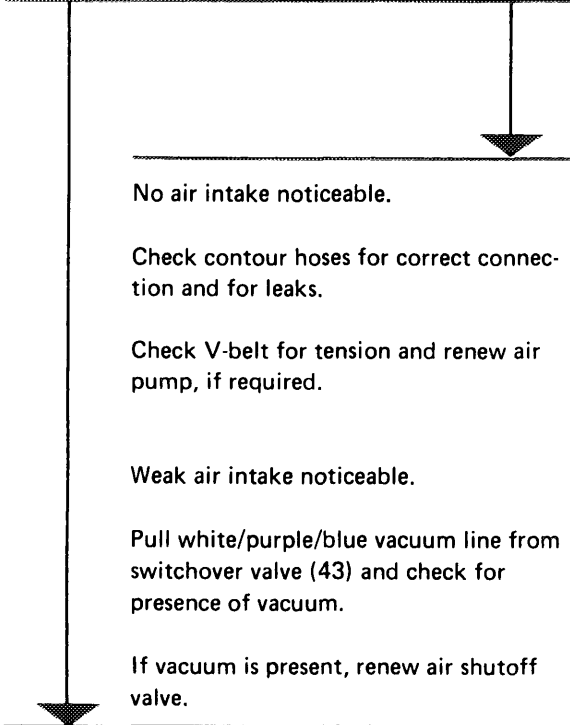 No air intake noticeable.
Check contour hoses for correct connec-
tion and for leaks.
Check V-belt for tension and renew air
pump, if required.
Weak air intake noticeable.
Pull white/purple/blue vacuum line from
switchover valve (43) and check for
presence of vacuum.
If vacuum is present, renew air shutoff
valve.